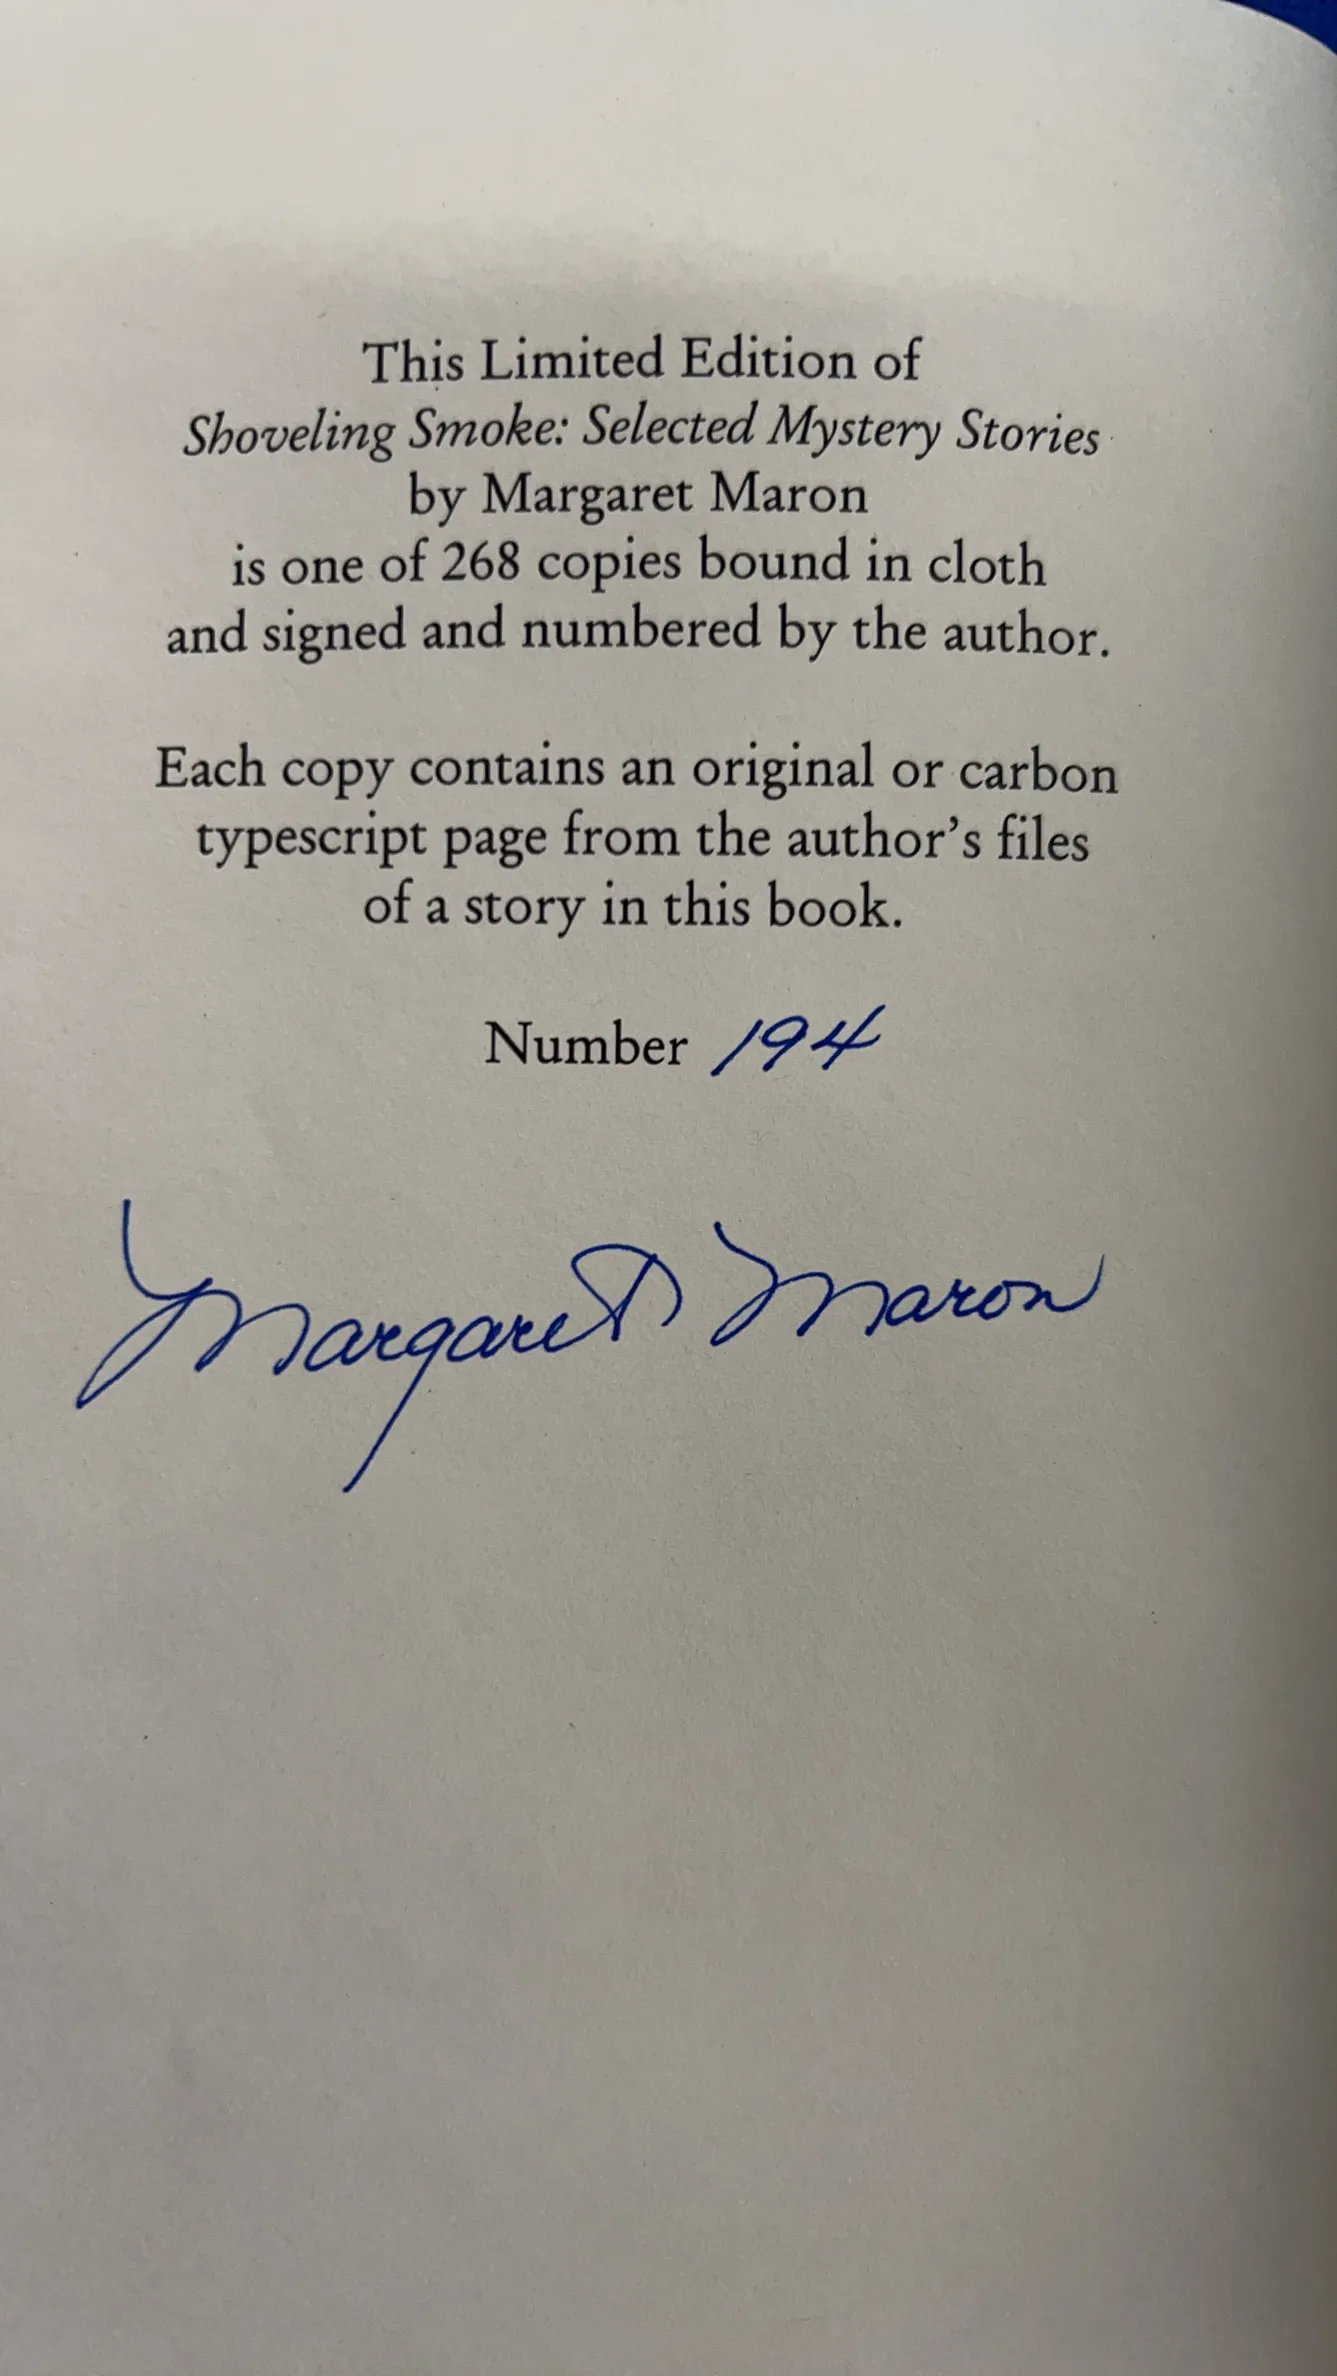 This Limited Edition of
Shoveling Smoke: Selected Mystery Stories
by Margaret Maron
is one of 268 copies bound in cloth
and signed and numbered by the author.
Each copy contains an original or carbon
typescript page from the author’s files
of a story in this book.
Number 194
Margaret Maron